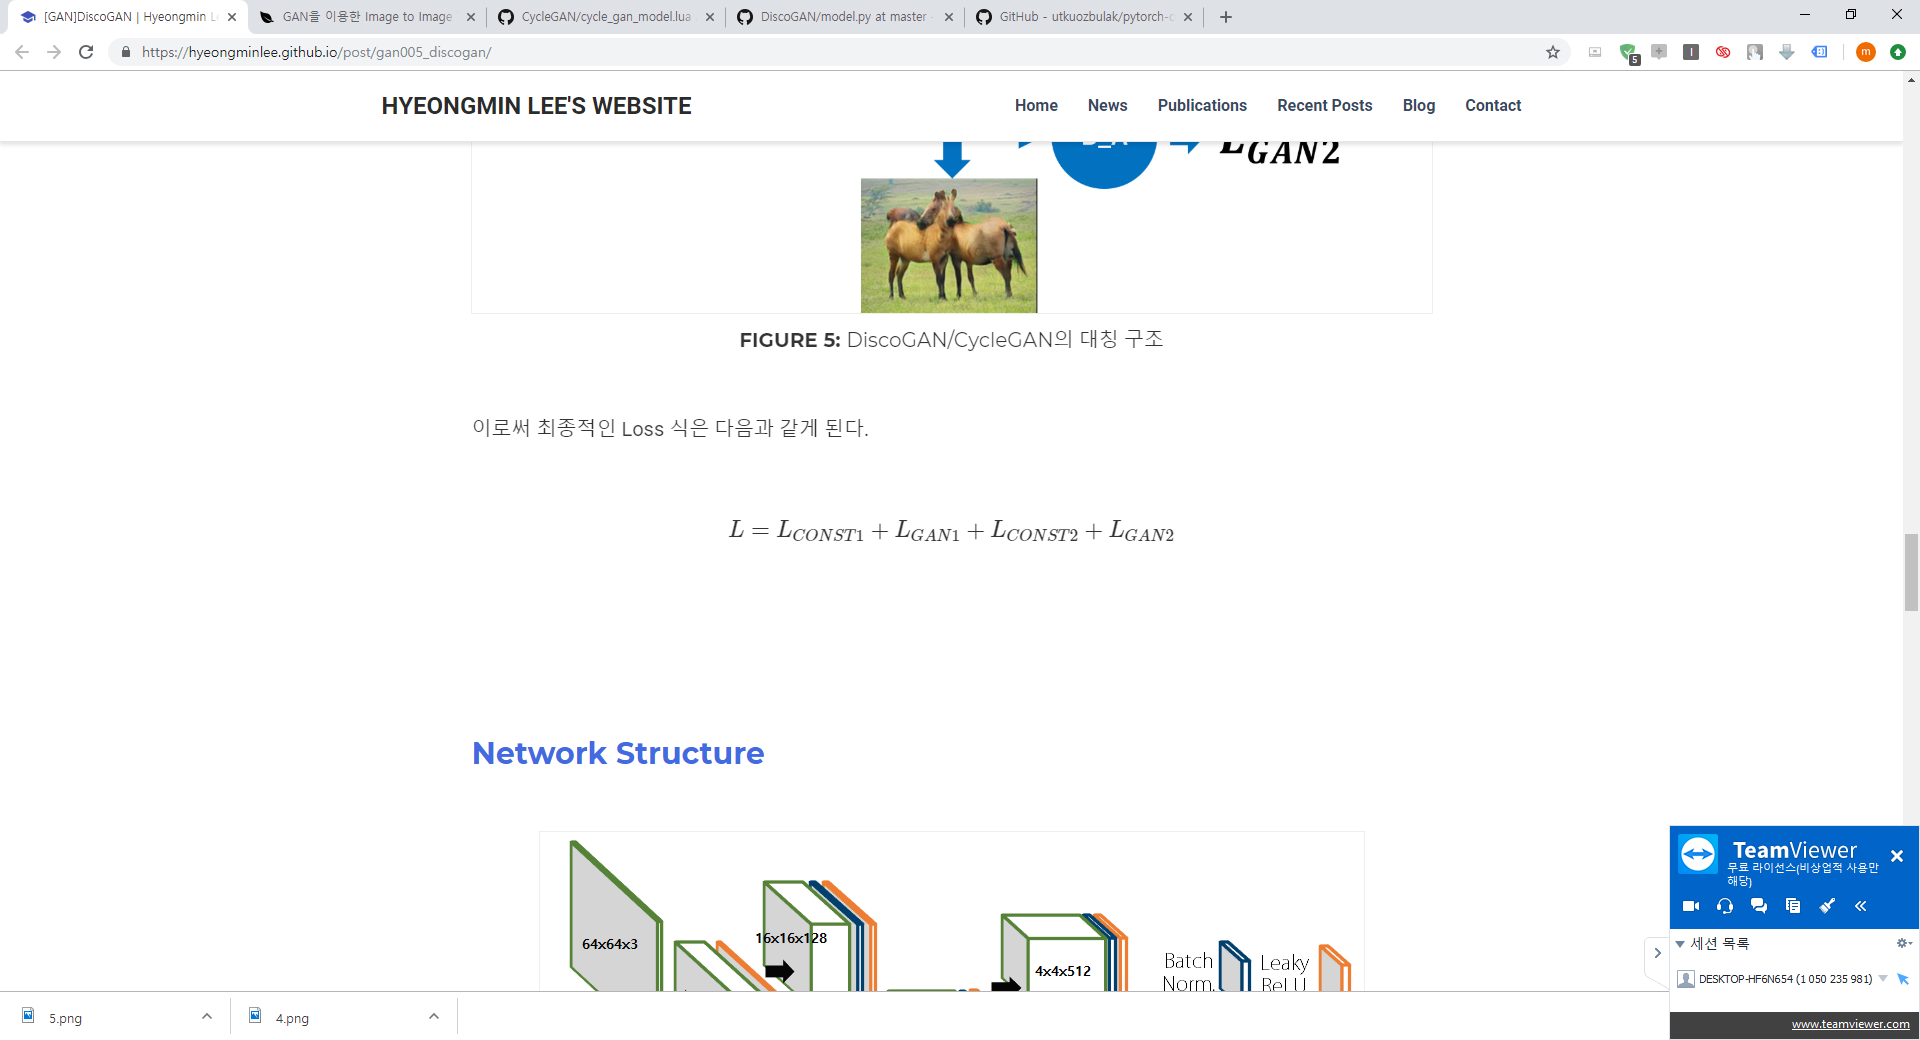 [GAN]DiscoGAN | Hyeongmin L
GAN을 이용한 Image to Image
CycleGAN/cycle_gan_model.lua
DiscoGAN/model.py at master
GitHub - utkuozbulak/pytorch-c
https://hyeongminlee.github.io/post/gan005_discogan/
5
m
HYEONGMIN LEE'S WEBSITE
Home
News
Publications
Recent Posts
Blog
Contact
D_A
L_GAN2
FIGURE 5: DiscoGAN/CycleGAN의 대칭 구조
이로써 최종적인 Loss 식은 다음과 같게 된다.
L = L_CONST1 + L_GAN1 + L_CONST2 + L_GAN2
Network Structure
64x64x3
16x16x128
4x4x512
Batch
Norm.
Leaky
ReLU
TeamViewer
무료 라이선스(비상업적 사용만
해당)
세션 목록
DESKTOP-HF6N654 (1 050 235 981)
www.teamviewer.com
5.png
4.png